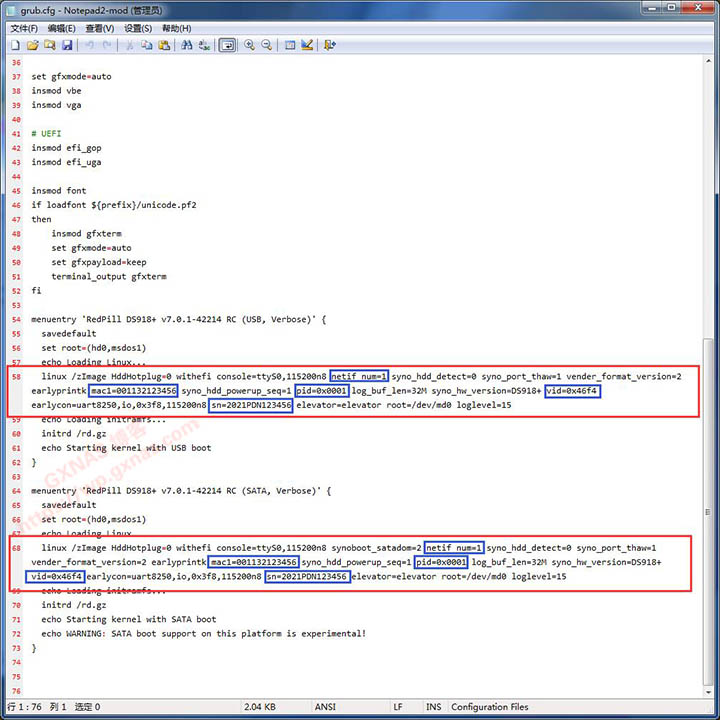 grub.cfg - Notepad2-mod (管理员)
文件(F) 编辑(E) 查看(V) 设置(S) 帮助(H)
36
37 set gfxmode=auto
38 insmod vbe
39 insmod vga
40
41 # UEFI
42 insmod efi_gop
43 insmod efi_uga
44
45 insmod font
46 if loadfont ${prefix}/unicode.pf2
47 then
48 insmod gfxterm
49 set gfxmode=auto
50 set gfxpayload=keep
51 terminal_output gfxterm
52 fi
53
54 menuentry 'RedPill DS918+ v7.0.1-42214 RC (USB, Verbose)' {
55 savedefault
56 set root=(hd0,msdos1)
57 echo Loading Linux...
58 linux /zImage HddHotplug=0 withefi console=ttyS0,115200n8 netif_num=1 syno_hdd_detect=0 syno_port_thaw=1 vender_format_version=2
earlyprintk mac1=001132123456 syno_hdd_powerup_seq=1 pid=0x0001 log_buf_len=32M syno_hw_version=DS918+ vid=0x46f4
earlycon=uart8250,io,0x3f8,115200n8 sn=2021PDN123456 elevator=elevator root=/dev/md0 loglevel=15
59 echo Loading initramfs...
60 initrd /rd.gz
61 echo Starting kernel with USB boot
62 }
63
64 menuentry 'RedPill DS918+ v7.0.1-42214 RC (SATA, Verbose)' {
65 savedefault
66 set root=(hd0,msdos1)
67 echo Loading Linux...
68 linux /zImage HddHotplug=0 withefi console=ttyS0,115200n8 synoboot_satadom=2 netif_num=1 syno_hdd_detect=0 syno_port_thaw=1
vender_format_version=2 earlyprintk mac1=001132123456 syno_hdd_powerup_seq=1 pid=0x0001 log_buf_len=32M syno_hw_version=DS918+
vid=0x46f4 earlycon=uart8250,io,0x3f8,115200n8 sn=2021PDN123456 elevator=elevator root=/dev/md0 loglevel=15
69 echo Loading initramfs...
70 initrd /rd.gz
71 echo Starting kernel with SATA boot
72 echo WARNING: SATA boot support on this platform is experimental!
73 }
74
75
76
GXNAS博客
https://wp.gxnas.com
行 1 : 76 列 1 选定 0 2.04 KB ANSI LF INS Configuration Files